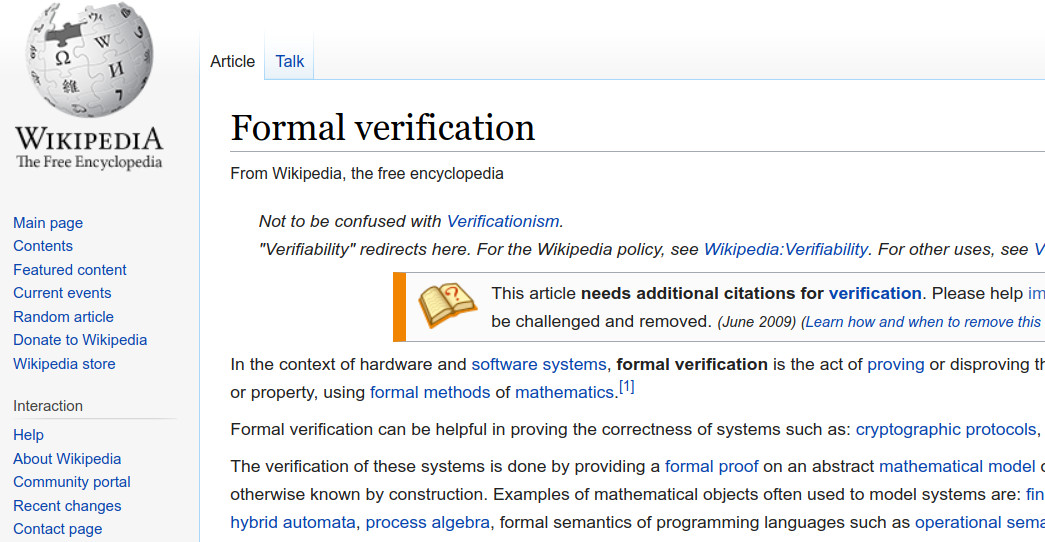 WIKIPEDIA
The Free Encyclopedia
Main page
Contents
Featured content
Current events
Random article
Donate to Wikipedia
Wikipedia store
Interaction
Help
About Wikipedia
Community portal
Recent changes
Contact page
Article Talk
Formal verification
From Wikipedia, the free encyclopedia
Not to be confused with Verificationism.
"Verifiability" redirects here. For the Wikipedia policy, see Wikipedia:Verifiability. For other uses, see V
This article needs additional citations for verification. Please help im
be challenged and removed. (June 2009) (Learn how and when to remove this
In the context of hardware and software systems, formal verification is the act of proving or disproving th
or property, using formal methods of mathematics.[1]
Formal verification can be helpful in proving the correctness of systems such as: cryptographic protocols,
The verification of these systems is done by providing a formal proof on an abstract mathematical model
otherwise known by construction. Examples of mathematical objects often used to model systems are: fin
hybrid automata, process algebra, formal semantics of programming languages such as operational sema